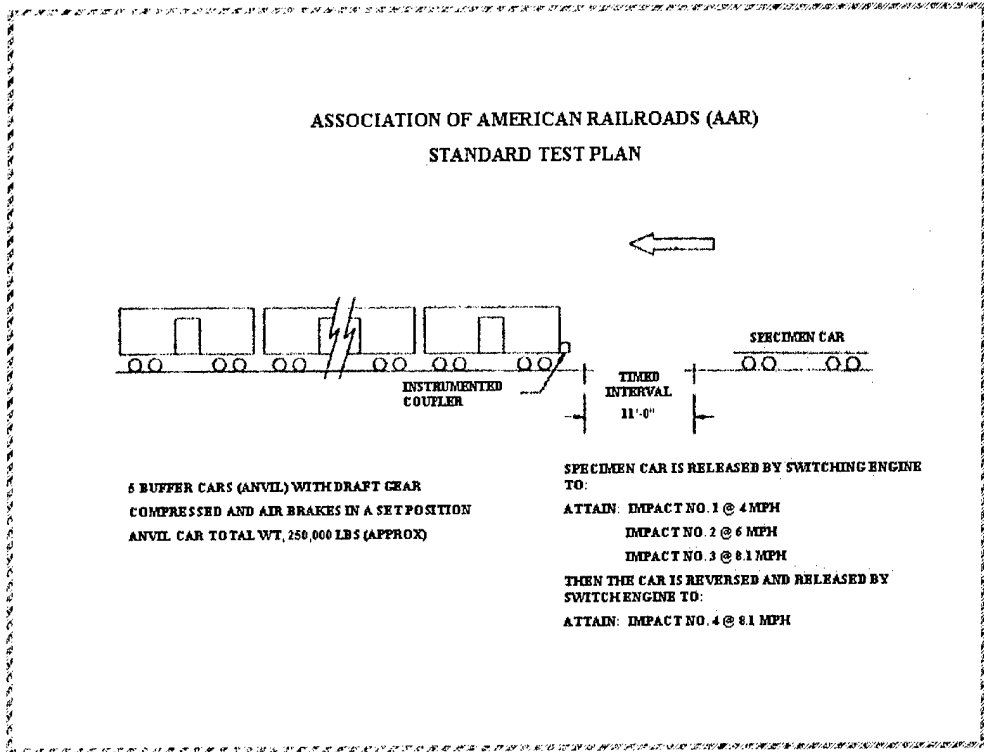 ASSOCIATION OF AMERICAN RAILROADS (AAR)
STANDARD TEST PLAN
SPECIMEN CAR
INSTRUMENTED
COUPLER
TIMED
INTERVAL
11'-0"
5 BUFFER CARS (ANVIL) WITH DRAFT GEAR
COMPRESSED AND AIR BRAKES IN A SET POSITION
ANVIL CAR TOTAL WT, 250,000 LBS (APPROX)
SPECIMEN CAR IS RELEASED BY SWITCHING ENGINE
TO:
ATTAIN: IMPACT NO. 1 @ 4 MPH
IMPACT NO. 2 @ 6 MPH
IMPACT NO. 3 @ 8.1 MPH
THEN THE CAR IS REVERSED AND RELEASED BY
SWITCH ENGINE TO:
ATTAIN: IMPACT NO. 4 @ 8.1 MPH